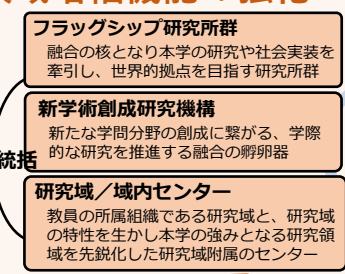 フラッグシップ研究所群
融合の核となり本学の研究や社会実装を
牽引し、世界的拠点を目指す研究所群
新学術創成研究機構
新たな学問分野の創成に繋がる、学際
的な研究を推進する融合の孵卵器
統括
研究域／域内センター
教員の所属組織である研究域と、研究域
の特性を生かし本学の強みとなる研究領
域を先鋭化した研究域附属のセンター